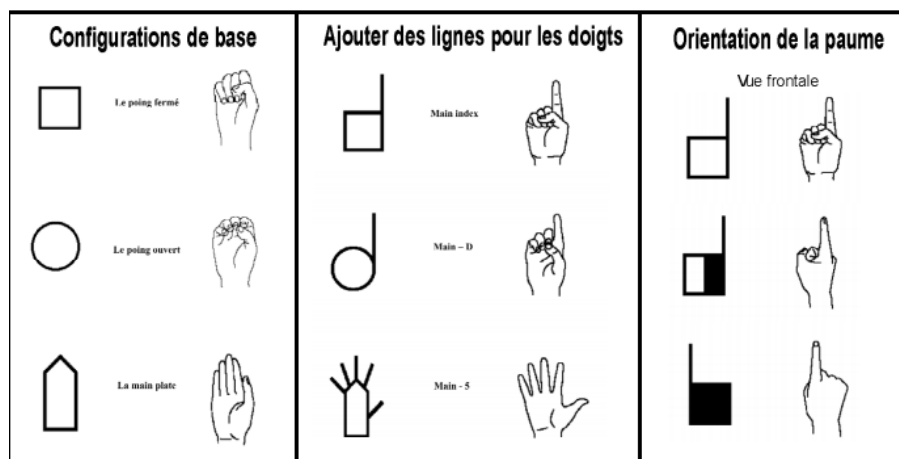 Configurations de base
Le poing fermé
Le poing ouvert
La main plate
Ajouter des lignes pour les doigts
Main index
Main – D
Main - 5
Orientation de la paume
Vue frontale